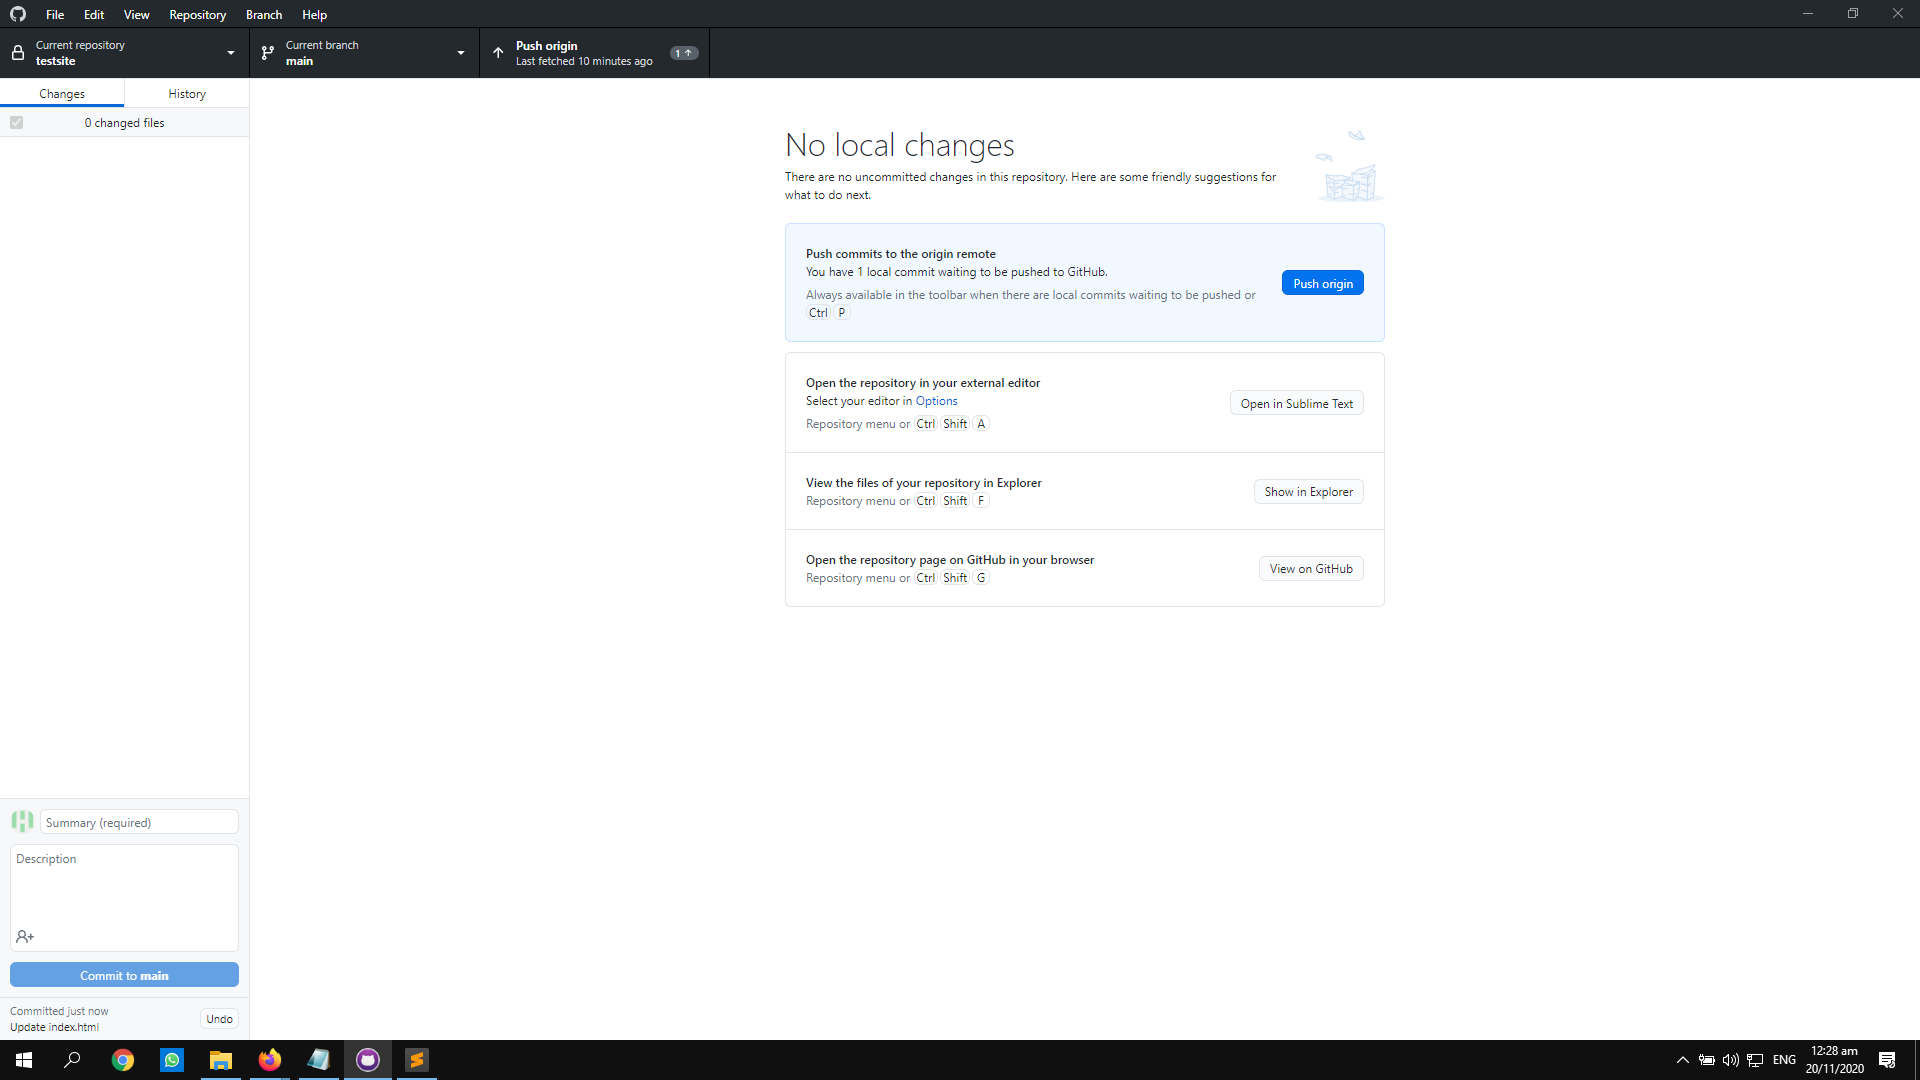 File Edit View Repository Branch Help
Current repository
testsite
Current branch
main
Push origin
Last fetched 10 minutes ago
1
Changes History
0 changed files
No local changes
There are no uncommitted changes in this repository. Here are some friendly suggestions for
what to do next.
Push commits to the origin remote
You have 1 local commit waiting to be pushed to GitHub.
Always available in the toolbar when there are local commits waiting to be pushed or
Ctrl P
Push origin
Open the repository in your external editor
Select your editor in Options
Repository menu or Ctrl Shift A
Open in Sublime Text
View the files of your repository in Explorer
Repository menu or Ctrl Shift F
Show in Explorer
Open the repository page on GitHub in your browser
Repository menu or Ctrl Shift G
View on GitHub
Summary (required)
Description
Commit to main
Committed just now
Update index.html
Undo
ENG
12:28 am
20/11/2020